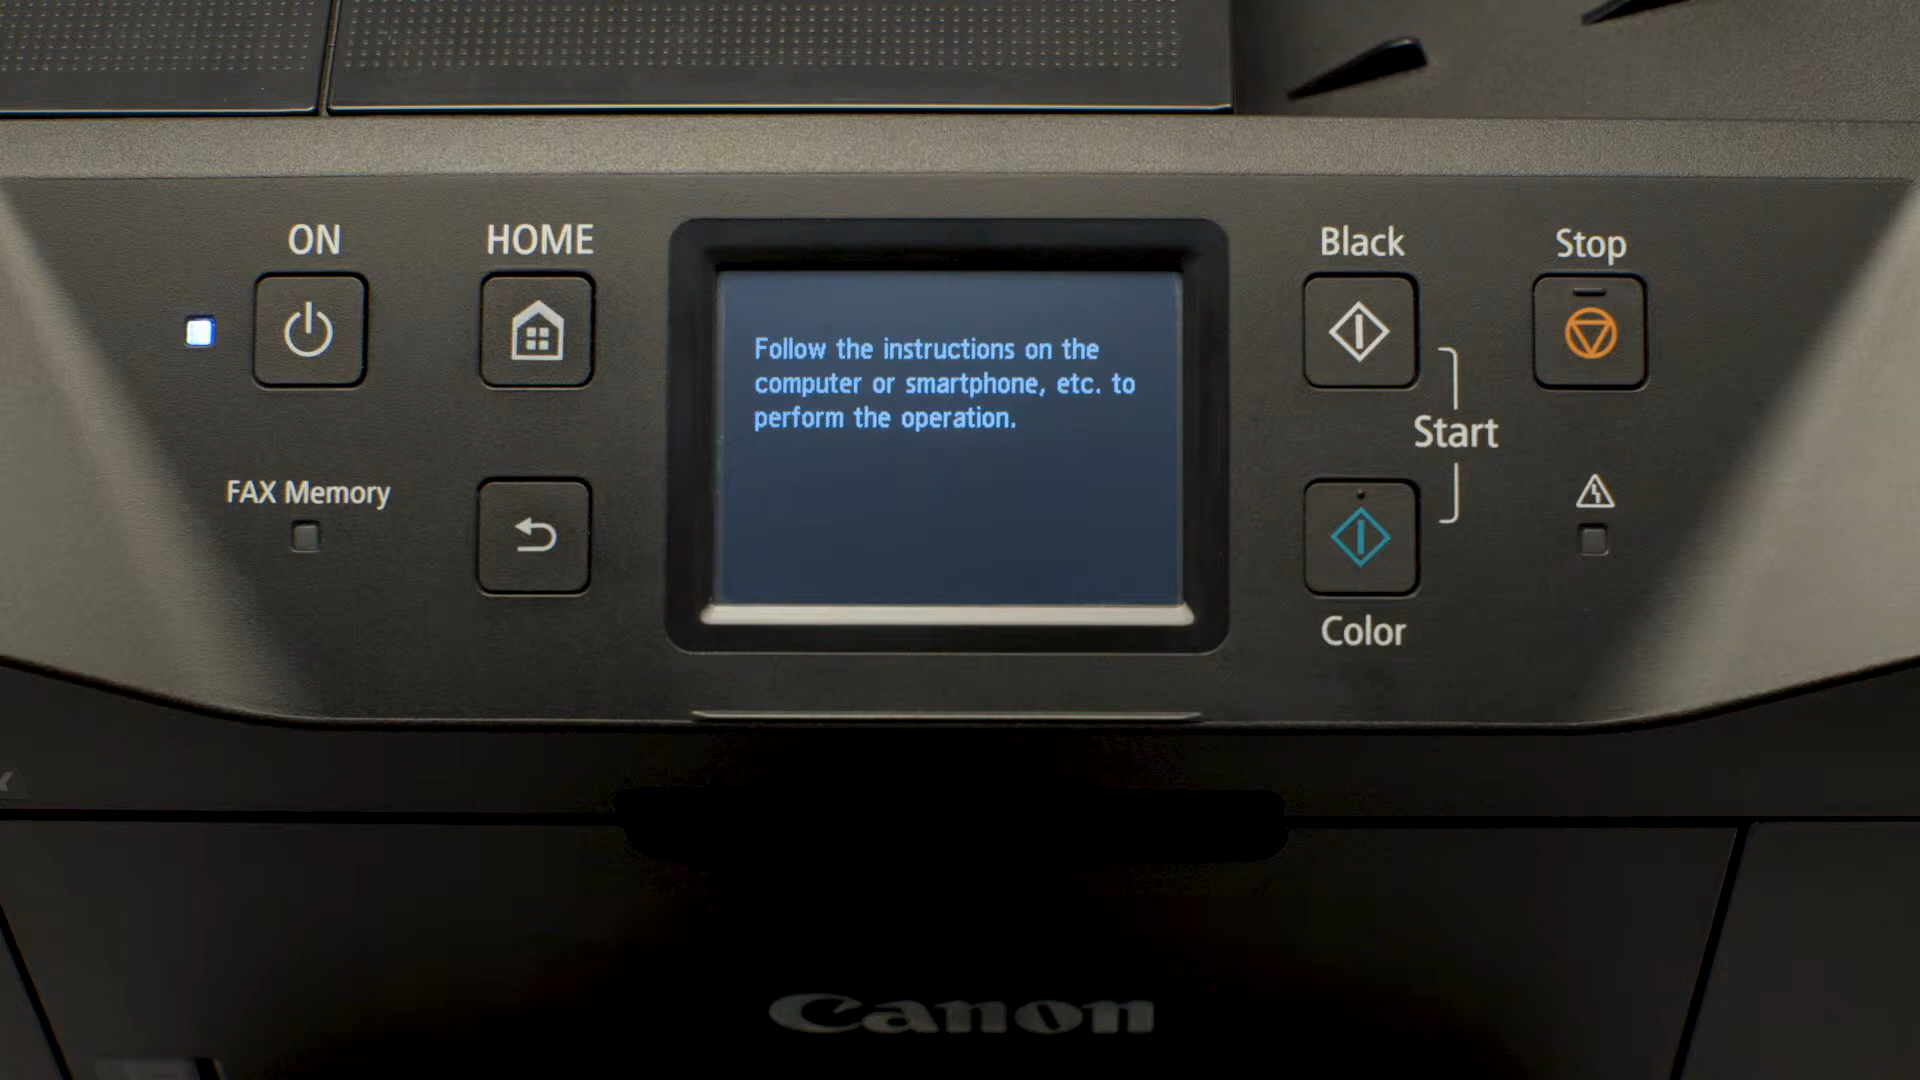 ON
HOME
Black
Stop
Follow the instructions on the
computer or smartphone, etc. to
perform the operation.
Start
FAX Memory
Color
Canon